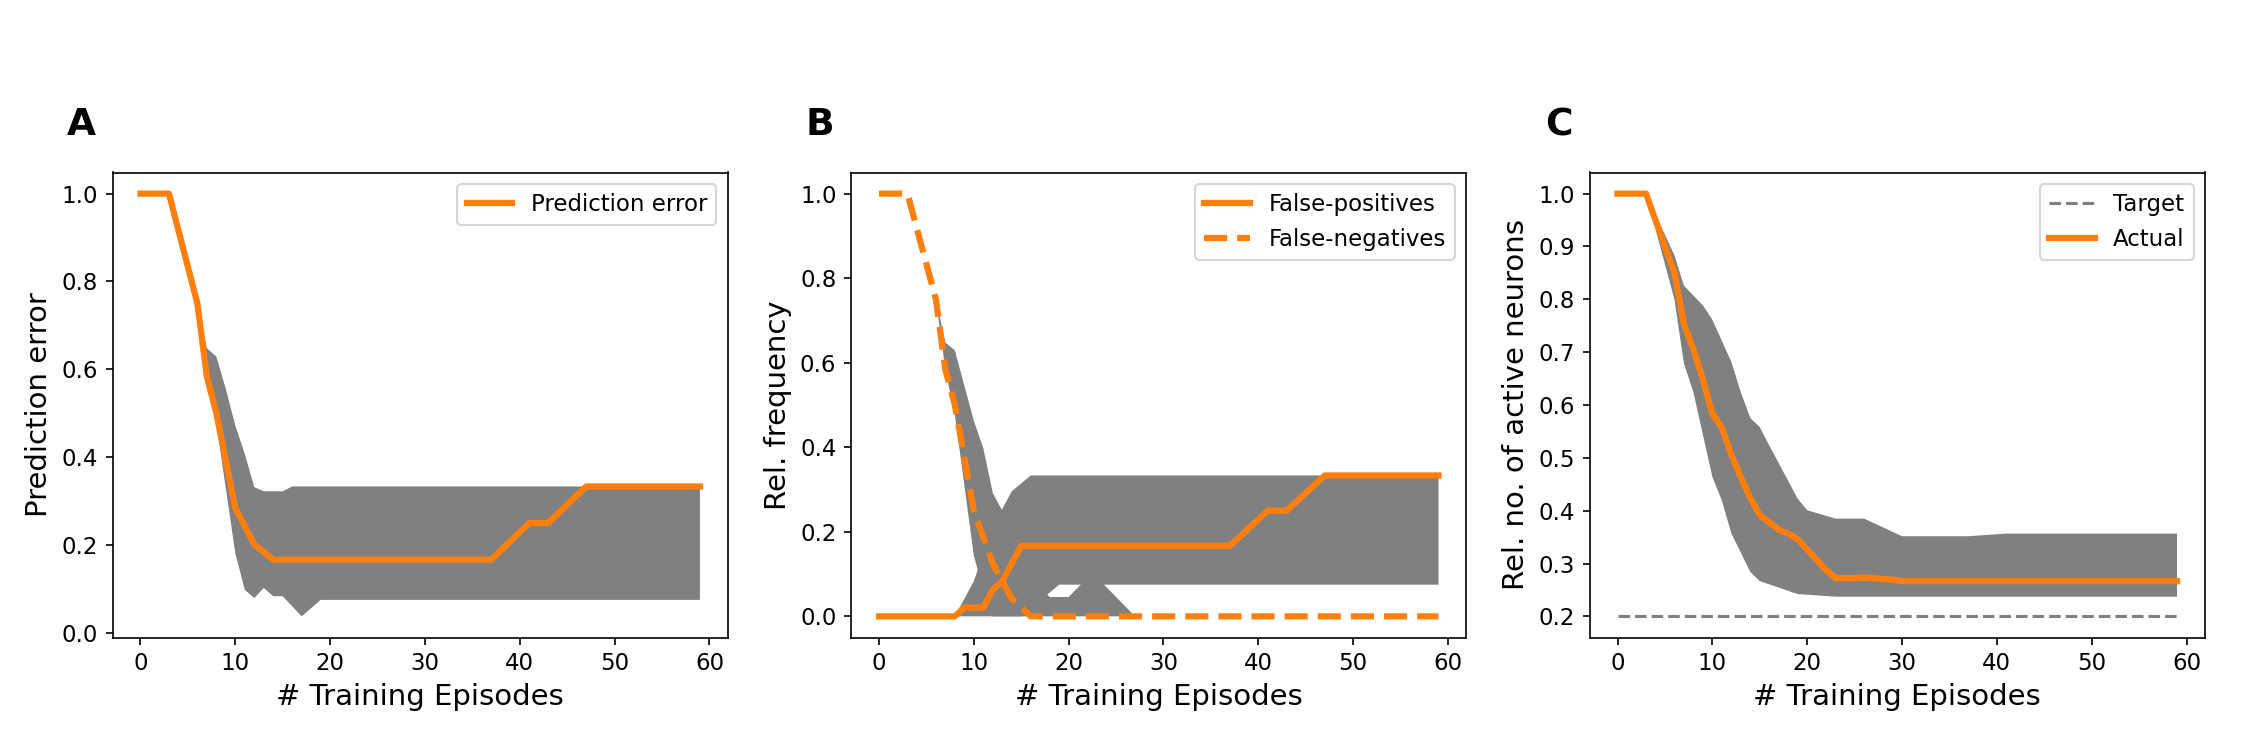 A
B
C
Prediction error
1.0
0.8
0.6
0.4
0.2
0.0
Prediction error
0 10 20 30 40 50 60
# Training Episodes
Rel. frequency
1.0
0.8
0.6
0.4
0.2
0.0
False-positives
False-negatives
0 10 20 30 40 50 60
# Training Episodes
Rel. no. of active neurons
1.0
0.9
0.8
0.7
0.6
0.5
0.4
0.3
0.2
Target
Actual
0 10 20 30 40 50 60
# Training Episodes